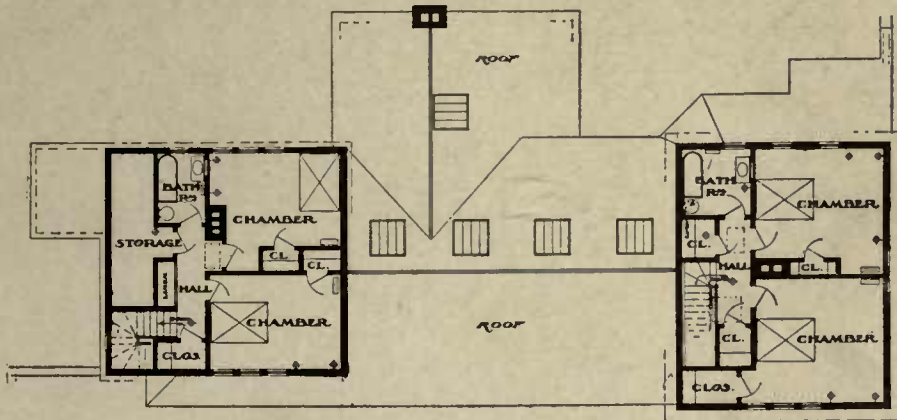 ROOF
BATH
RM.
CHAMBER
STORAGE
CL.
CL.
HALL
LINEN
CHAMBER
CLOS.
ROOF
BATH
RM.
CHAMBER
CL.
HALL
CL.
CHAMBER
CL.
CLOS.